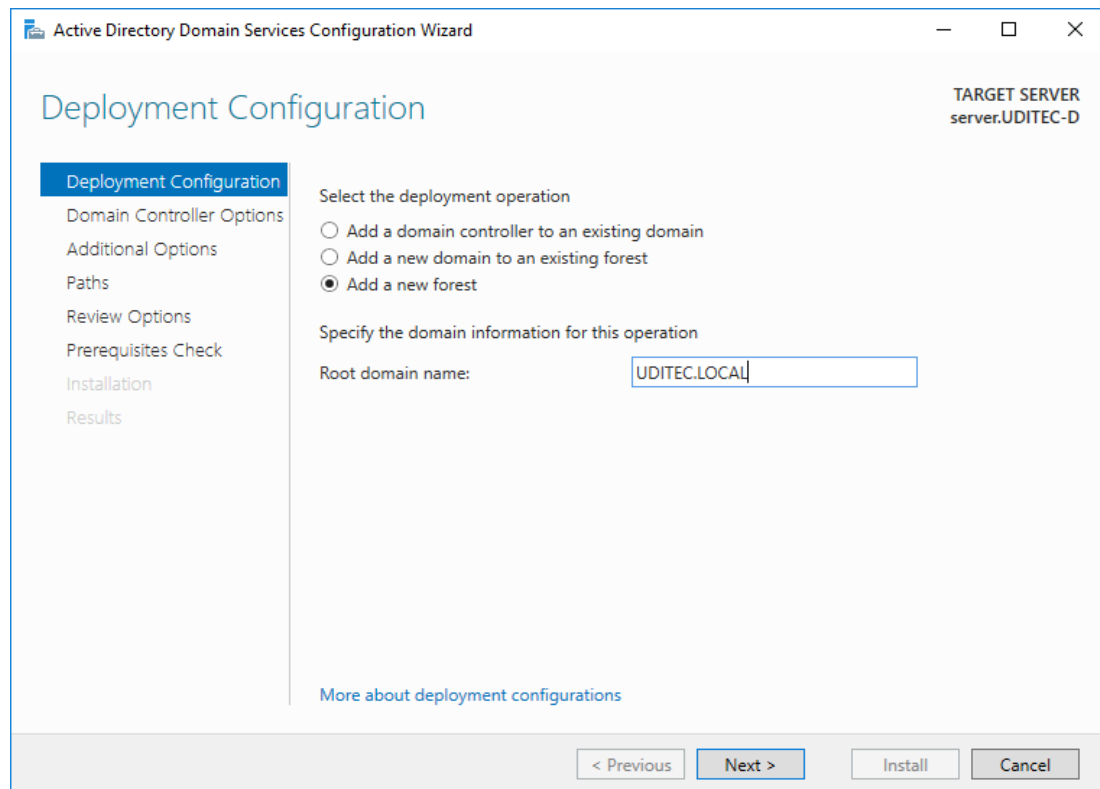 Active Directory Domain Services Configuration Wizard
Deployment Configuration
TARGET SERVER
server.UDITEC-D
Deployment Configuration
Domain Controller Options
Additional Options
Paths
Review Options
Prerequisites Check
Installation
Results
Select the deployment operation
Add a domain controller to an existing domain
Add a new domain to an existing forest
Add a new forest
Specify the domain information for this operation
Root domain name: UDITEC.LOCAL
More about deployment configurations
< Previous Next > Install Cancel